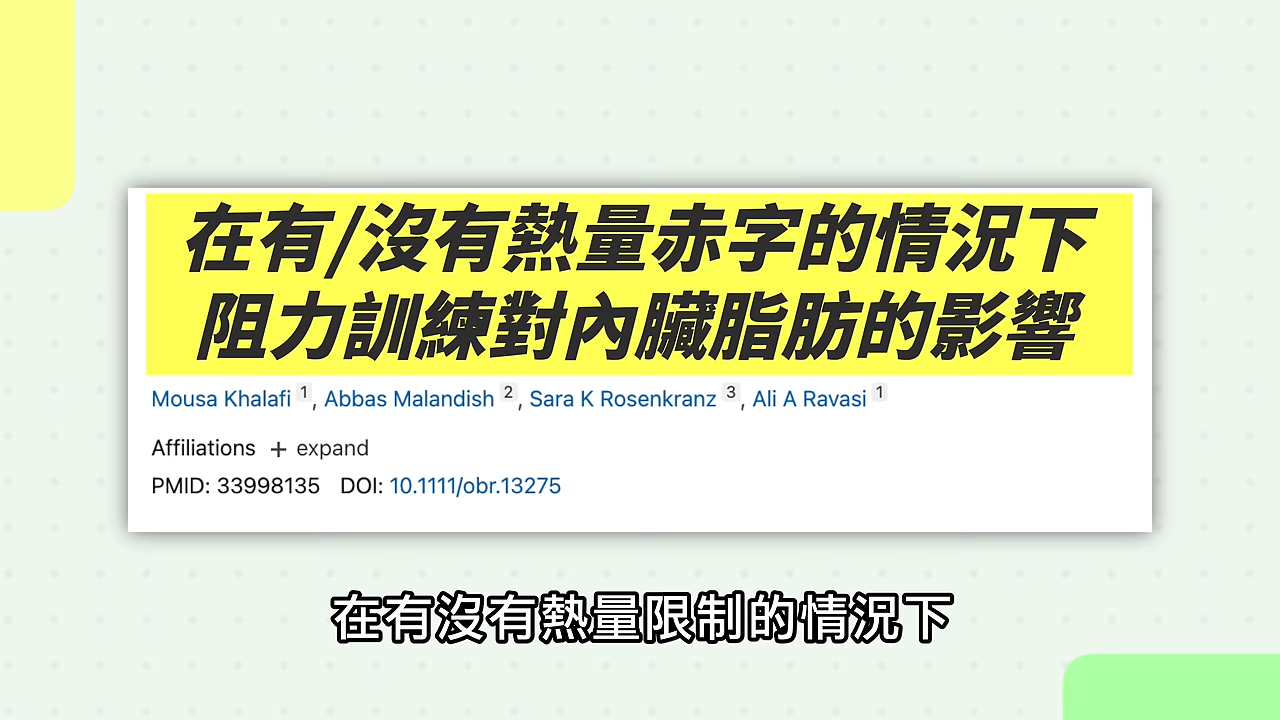 在有/沒有熱量赤字的情況下
阻力訓練對內臟脂肪的影響
Mousa Khalafi 1, Abbas Malandish 2, Sara K Rosenkranz 3, Ali A Ravasi 1
Affiliations + expand
PMID: 33998135 DOI: 10.1111/obr.13275
在有沒有熱量限制的情況下